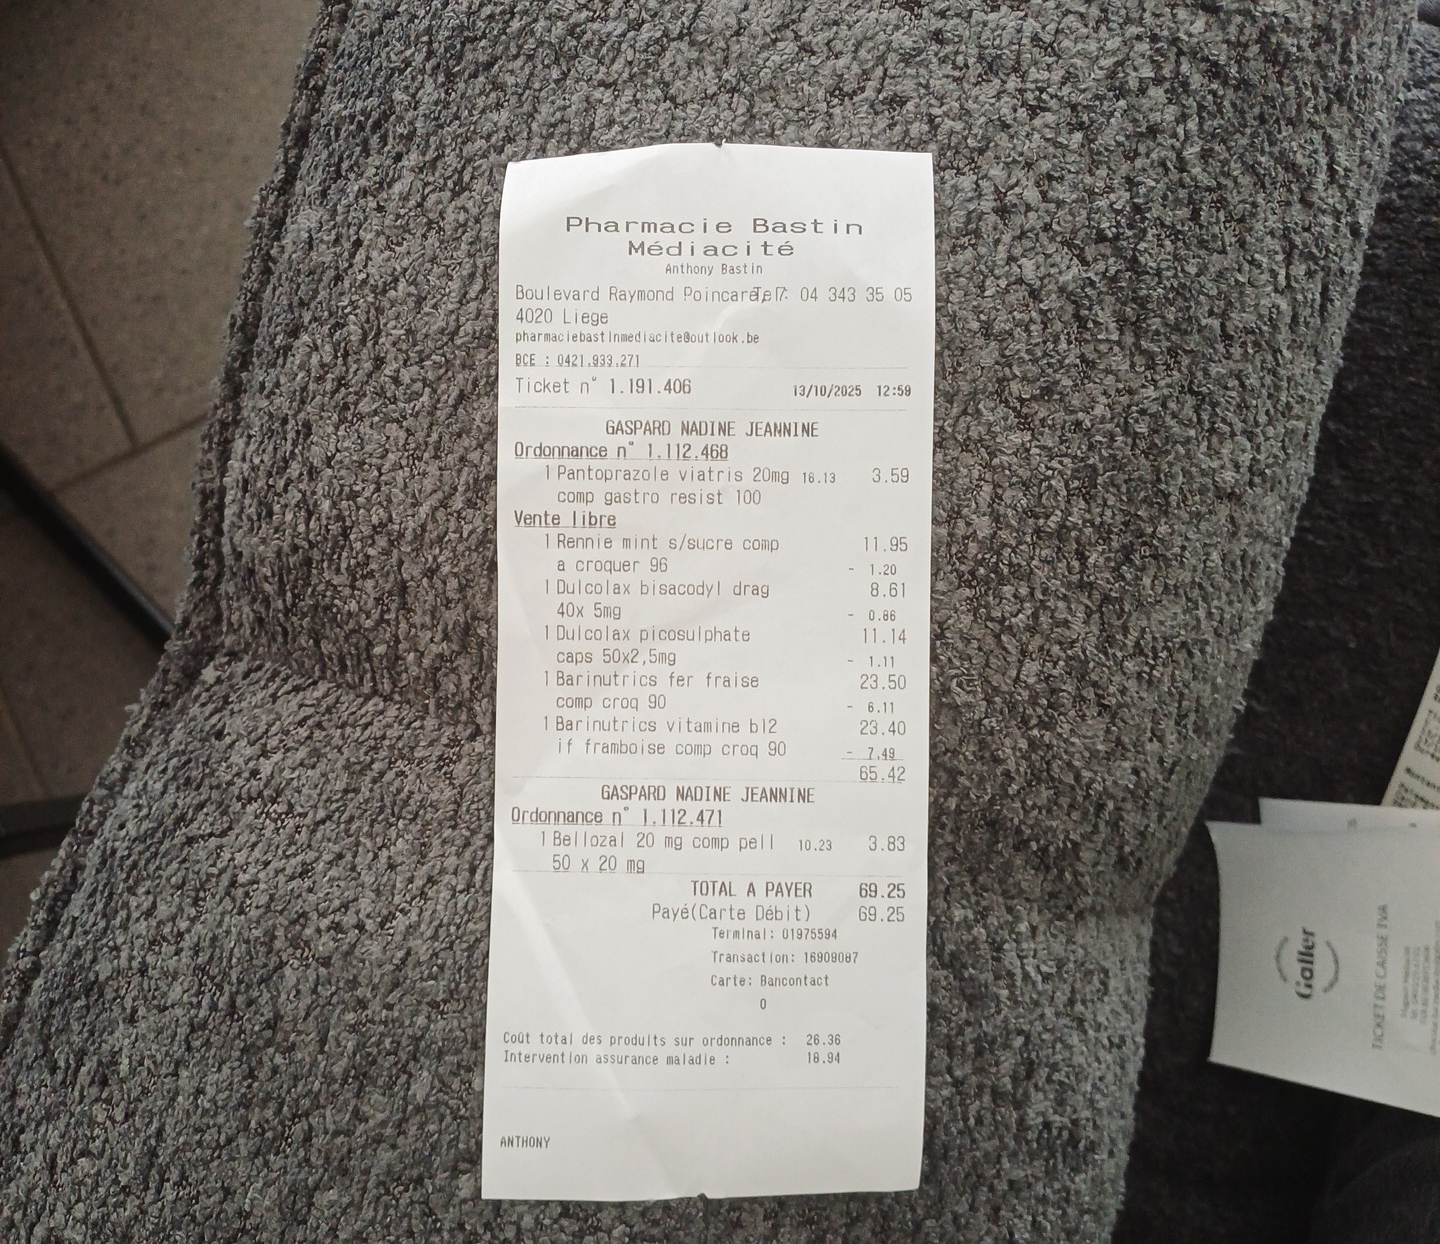 Pharmacie Bastin
Médiacité
Anthony Bastin
Boulevard Raymond Poincaré, 7 Tel: 04 343 35 05
4020 Liege
pharmaciebastinmediacite@outlook.be
BCE : 0421.933.271
Ticket n° 1.191.406 13/10/2025 12:59
GASPARD NADINE JEANNINE
Ordonnance n° 1.112.468
1 Pantoprazole viatris 20mg 16.13 3.59
comp gastro resist 100
Vente libre
1 Rennie mint s/sucre comp 11.95
a croquer 96 - 1.20
1 Dulcolax bisacodyl drag 8.61
40x 5mg - 0.86
1 Dulcolax picosulphate 11.14
caps 50x2,5mg - 1.11
1 Barinutrics fer fraise 23.50
comp croq 90 - 6.11
1 Barinutrics vitamine b12 23.40
if framboise comp croq 90 - 7.49
65.42
GASPARD NADINE JEANNINE
Ordonnance n° 1.112.471
1 Bellozal 20 mg comp pell 10.23 3.83
50 x 20 mg
TOTAL A PAYER 69.25
Payé(Carte Débit) 69.25
Terminal: 01975594
Transaction: 16909087
Carte: Bancontact
0
Coût total des produits sur ordonnance : 26.36
Intervention assurance maladie : 18.94
ANTHONY
Galler
TICKET DE CAISSE TVA